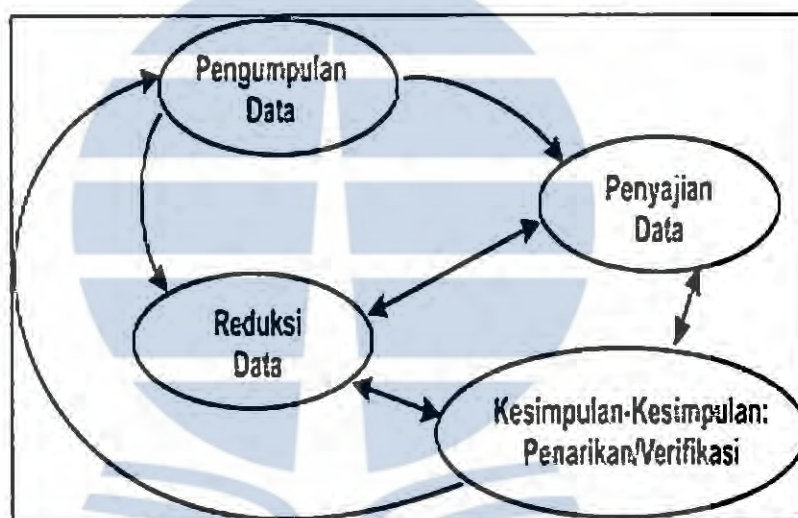 Pengumpulan
Data
Penyajian
Data
Reduksi
Data
Kesimpulan-Kesimpulan:
Penarikan/Verifikasi